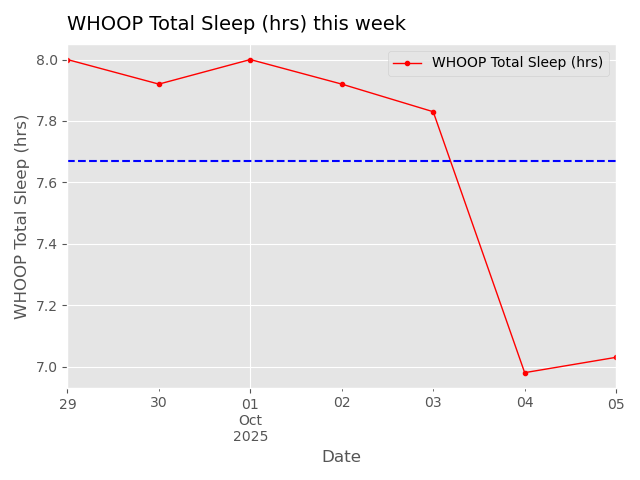 WHOOP Total Sleep (hrs) this week
WHOOP Total Sleep (hrs)
WHOOP Total Sleep (hrs)
8.0
7.8
7.6
7.4
7.2
7.0
29 30 01 02 03 04 05
Oct
2025
Date